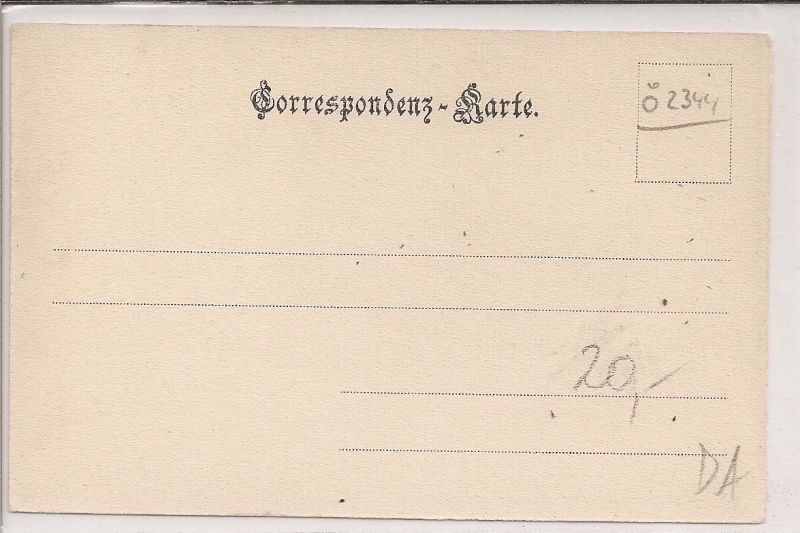 Correspondenz-Karte.
Ö 2344
20,-
DA